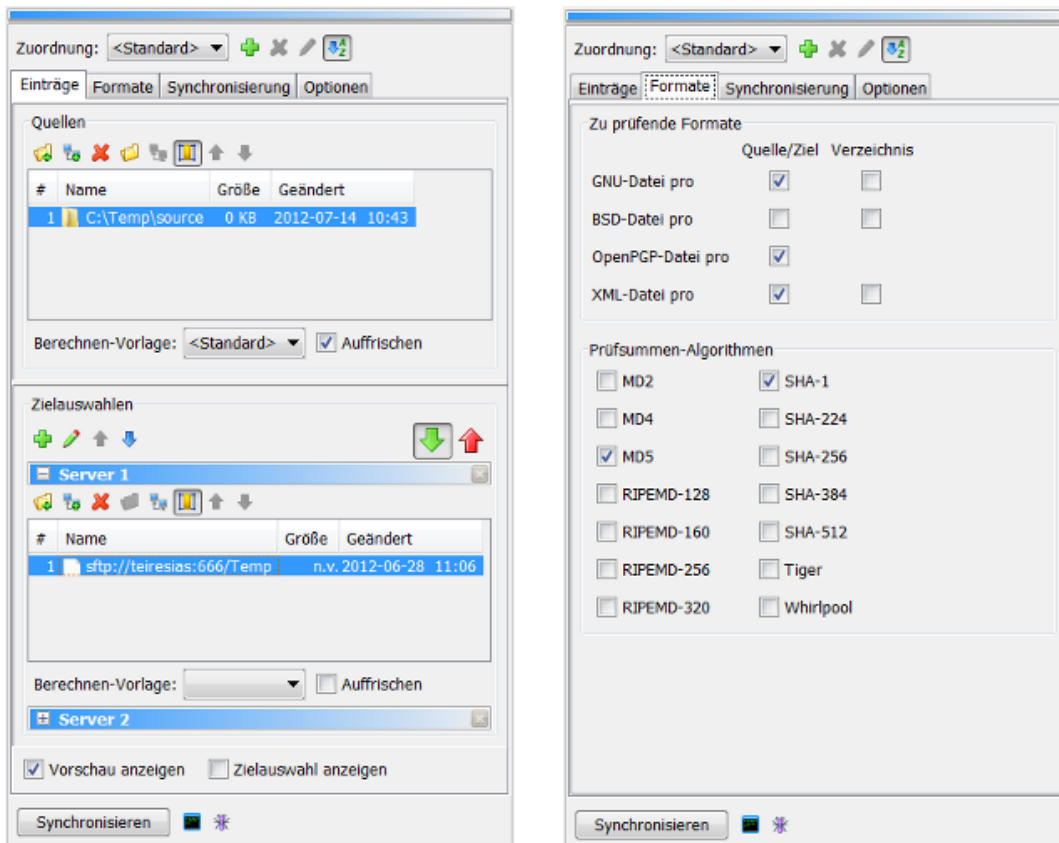 Zuordnung: <Standard>
Einträge Formate Synchronisierung Optionen
Quellen
# Name Größe Geändert
1 C:\Temp\source 0 KB 2012-07-14 10:43
Berechnen-Vorlage: <Standard> Auffrischen
Zielauswahlen
Server 1
# Name Größe Geändert
1 sftp://teiresias:666/Temp n.v. 2012-06-28 11:06
Berechnen-Vorlage: Auffrischen
Server 2
Vorschau anzeigen Zielauswahl anzeigen
Synchronisieren
Zuordnung: <Standard>
Einträge Formate Synchronisierung Optionen
Zu prüfende Formate
Quelle/Ziel Verzeichnis
GNU-Datei pro
BSD-Datei pro
OpenPGP-Datei pro
XML-Datei pro
Prüfsummen-Algorithmen
MD2 SHA-1
MD4 SHA-224
MD5 SHA-256
RIPEMD-128 SHA-384
RIPEMD-160 SHA-512
RIPEMD-256 Tiger
RIPEMD-320 Whirlpool
Synchronisieren